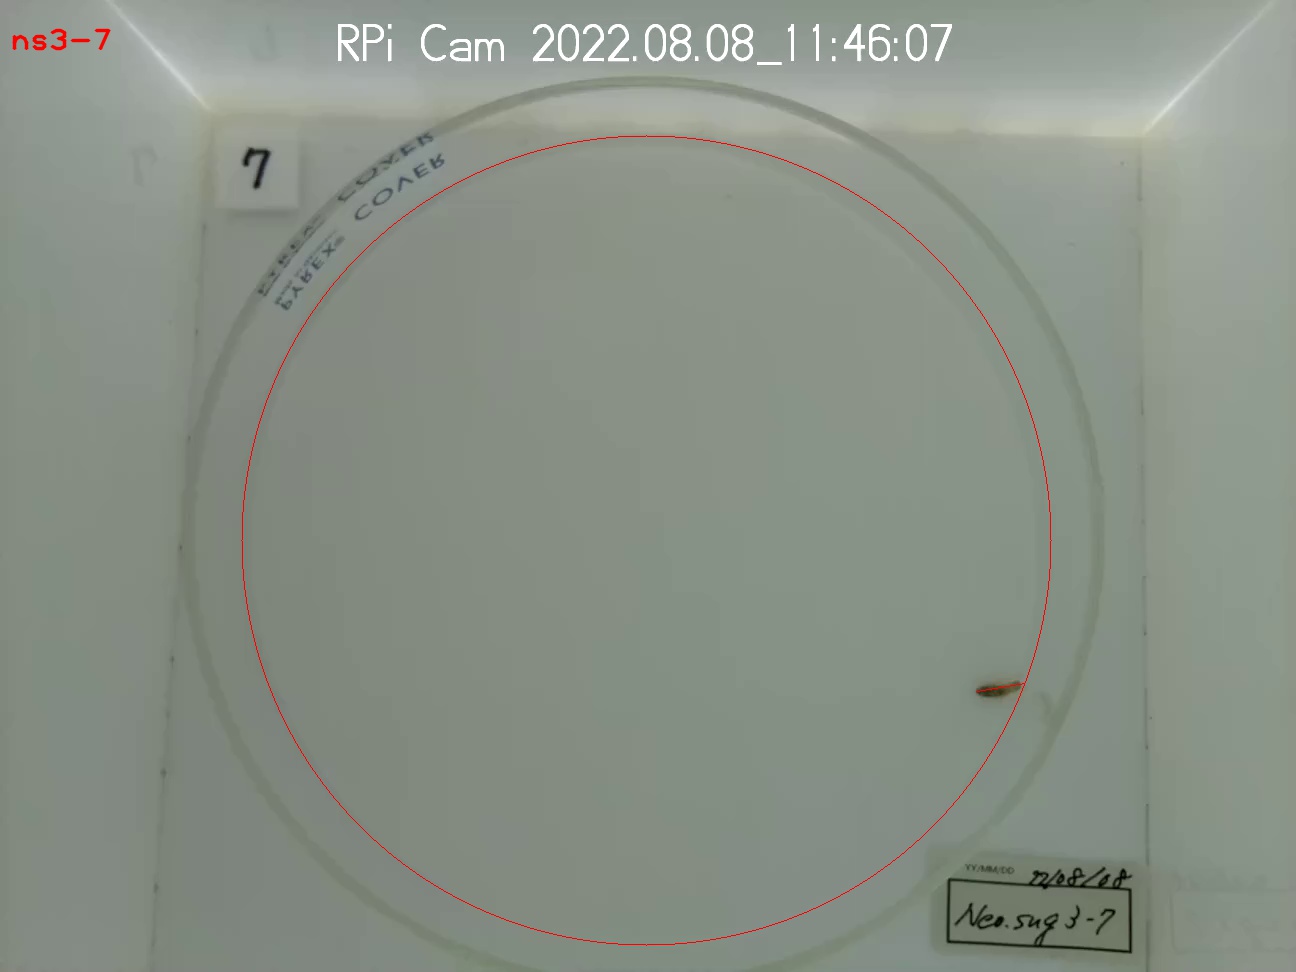 ns3-7
RPi Cam 2022.08.08_11:46:07
7
COVER
COVER
PYREX®
PYREX®
YY/MM/DD 22/08/08
Neo.sug 3-7